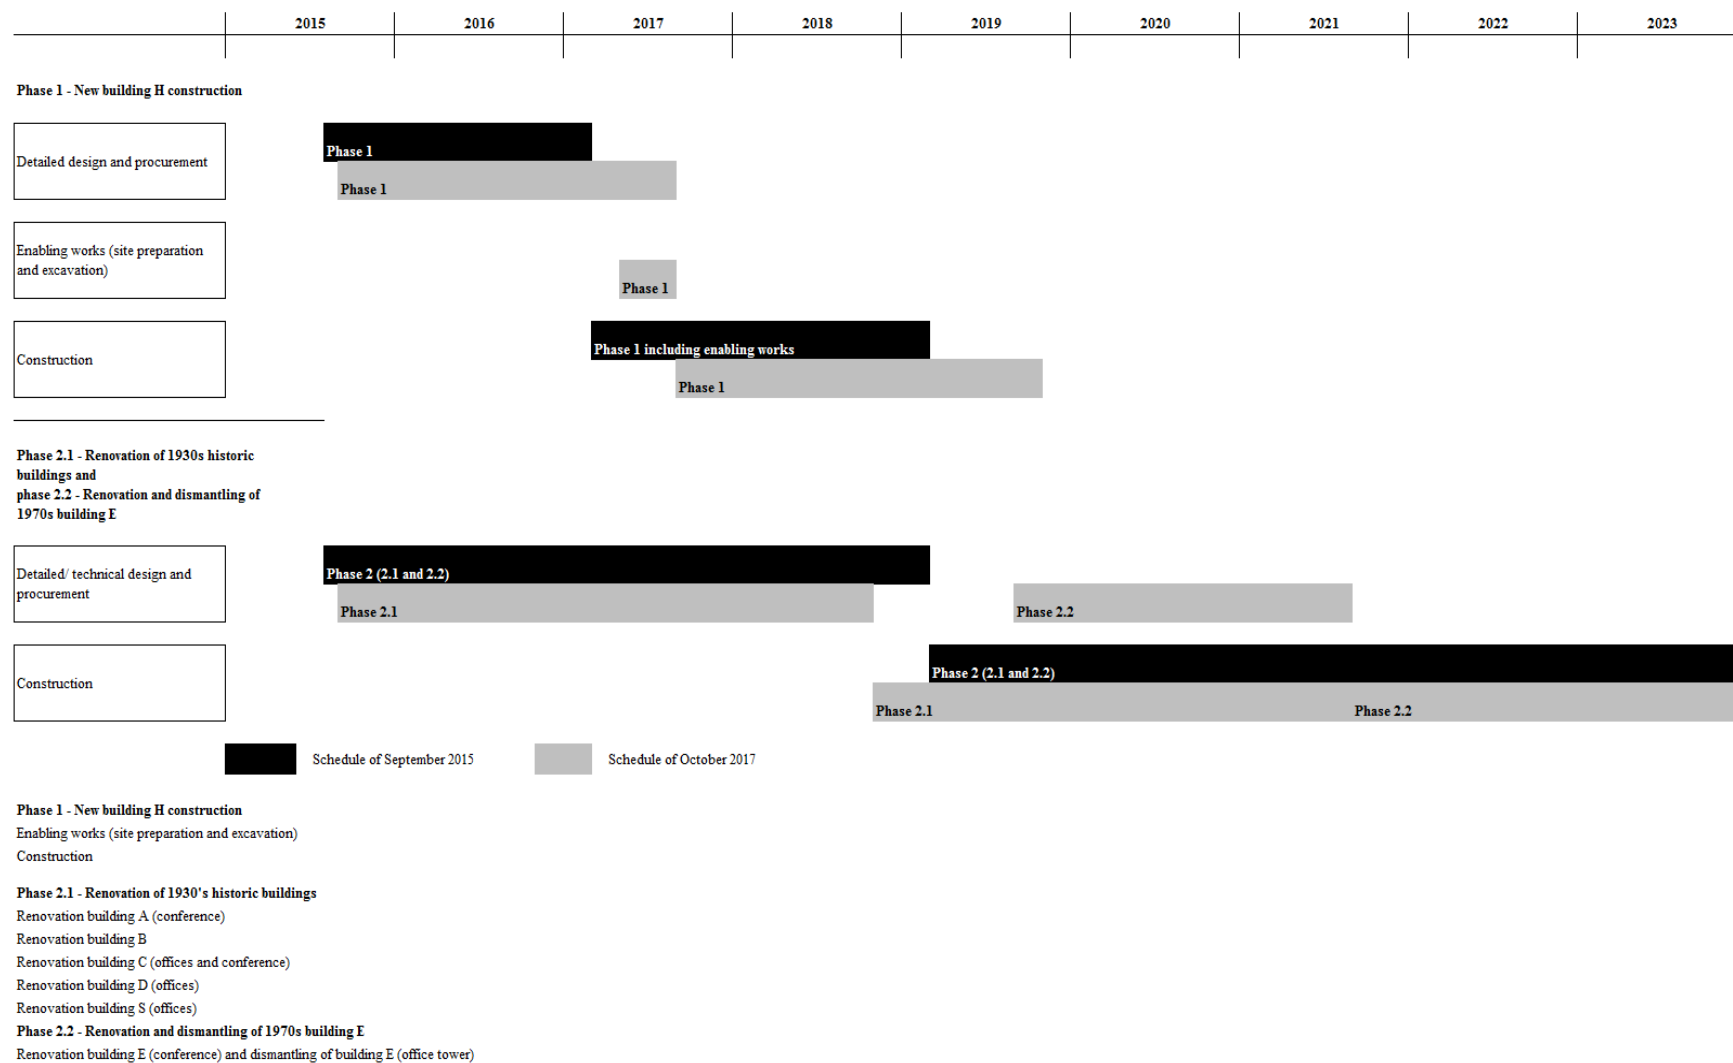 2015 2016 2017 2018 2019 2020 2021 2022 2023
Phase 1 - New building H construction
Detailed design and procurement
Phase 1
Phase 1
Enabling works (site preparation
and excavation)
Phase 1
Construction
Phase 1 including enabling works
Phase 1
Phase 2.1 - Renovation of 1930s historic
buildings and
phase 2.2 - Renovation and dismantling of
1970s building E
Detailed/ technical design and
procurement
Phase 2 (2.1 and 2.2)
Phase 2.1 Phase 2.2
Construction
Phase 2 (2.1 and 2.2)
Phase 2.1 Phase 2.2
Schedule of September 2015 Schedule of October 2017
Phase 1 - New building H construction
Enabling works (site preparation and excavation)
Construction
Phase 2.1 - Renovation of 1930's historic buildings
Renovation building A (conference)
Renovation building B
Renovation building C (offices and conference)
Renovation building D (offices)
Renovation building S (offices)
Phase 2.2 - Renovation and dismantling of 1970s building E
Renovation building E (conference) and dismantling of building E (office tower)